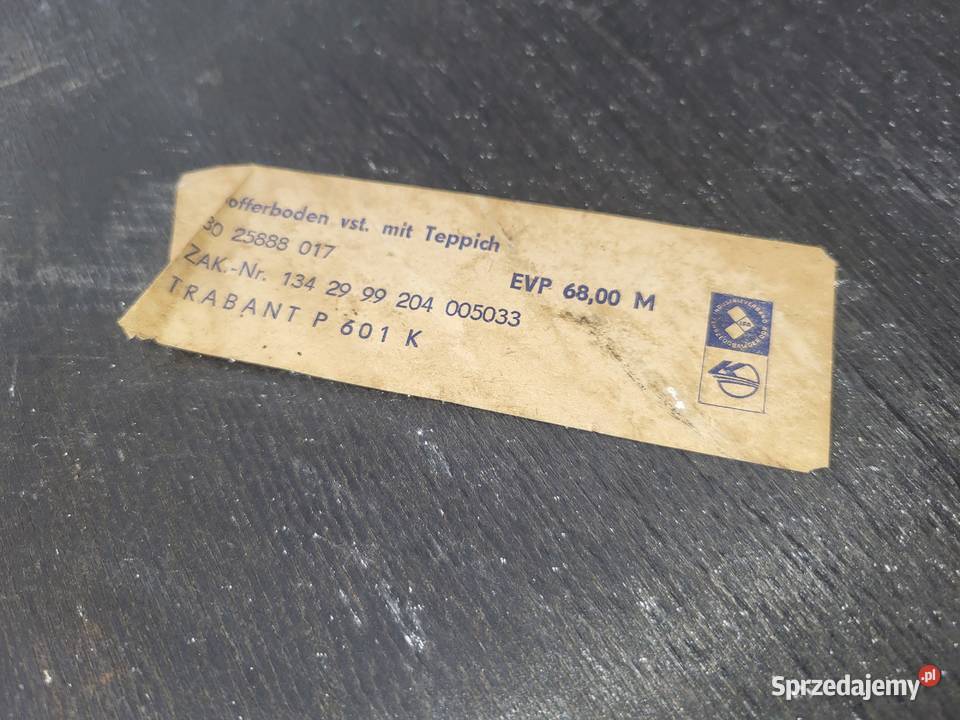 offerboden vst. mit Teppich
30 25888 017
EVP 68,00 M
ZAK.-Nr. 134 29 99 204 005033
TRABANT P 601 K
Sprzedajemy.pl